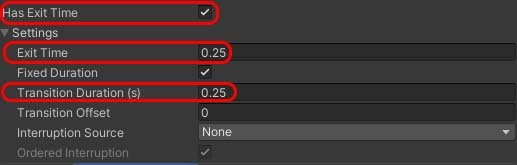 Has Exit Time
Settings
Exit Time 0.25
Fixed Duration
Transition Duration (s) 0.25
Transition Offset 0
Interruption Source None
Ordered Interruption